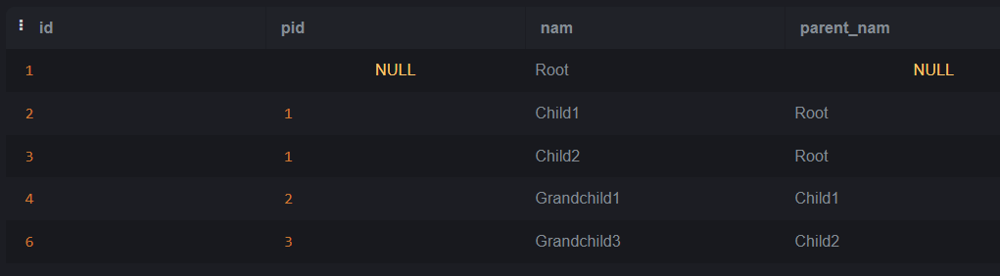 id pid nam parent_nam
1 NULL Root NULL
2 1 Child1 Root
3 1 Child2 Root
4 2 Grandchild1 Child1
6 3 Grandchild3 Child2